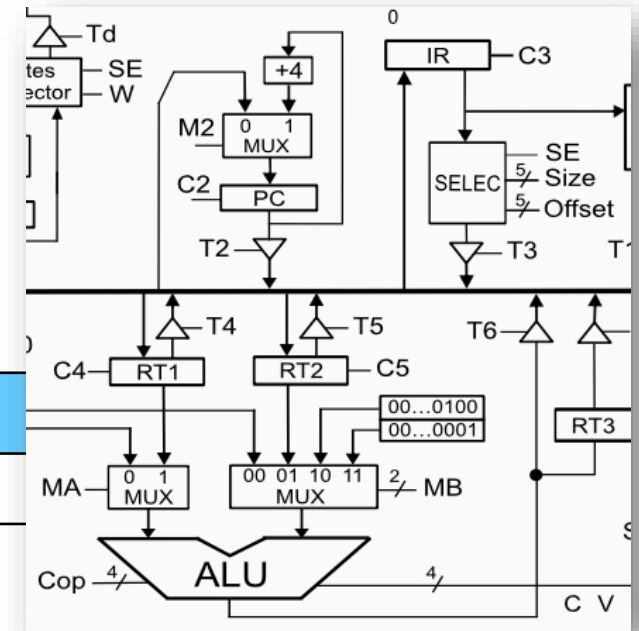 0
Td
IR
C3
tes
ector
SE
W
+4
M2
0 1
MUX
C2
PC
T2
SELEC
SE
5 Size
5 Offset
T3
T1
T4
T5
T6
C4
RT1
RT2
C5
RT3
00...0100
00...0001
MA
0 1
MUX
00 01 10 11
MUX
2
MB
Cop
4
ALU
4
C V